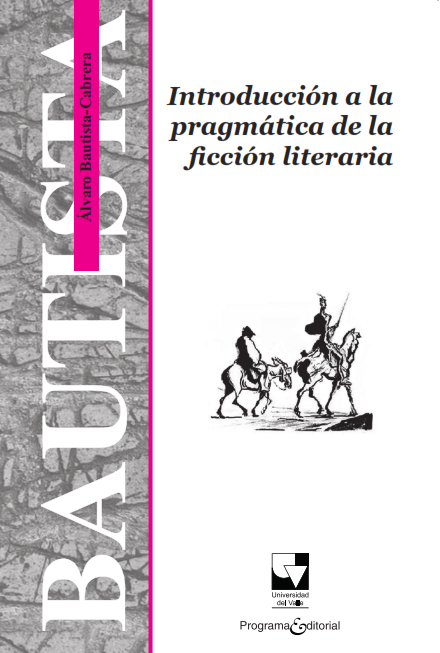 BAUTISTA
Álvaro Bautista-Cabrera
Introducción a la
pragmática de la
ficción literaria
Universidad
del Valle
Programa Editorial